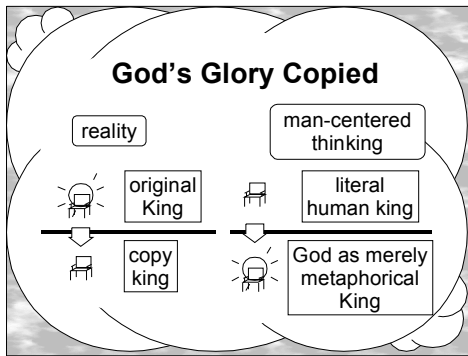 God's Glory Copied
reality
man-centered
thinking
original
King
literal
human king
copy
king
God as merely
metaphorical
King